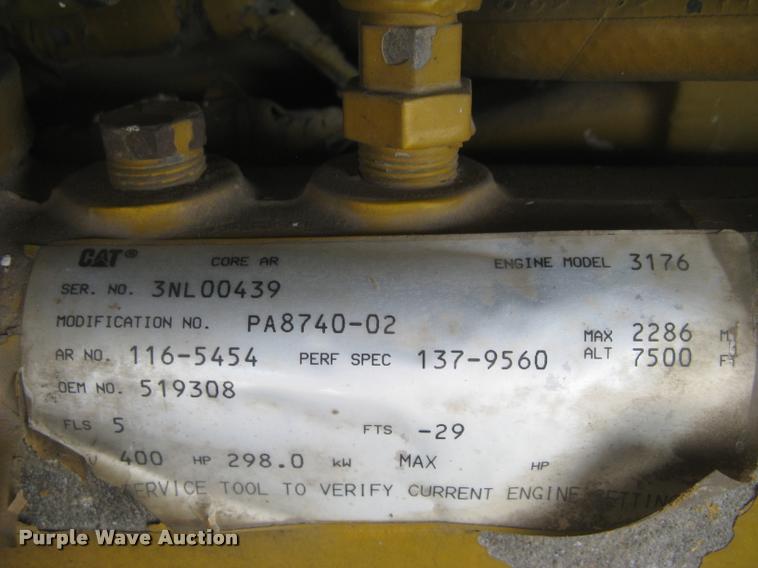 CAT® CORE AR ENGINE MODEL 3176
SER. NO. 3NL00439
MODIFICATION NO. PA8740-02 MAX 2286 M
AR NO. 116-5454 PERF SPEC 137-9560 ALT 7500 FT
OEM NO. 519308
FLS 5 FTS -29
400 HP 298.0 kW MAX HP
SERVICE TOOL TO VERIFY CURRENT ENGINE
Purple Wave Auction